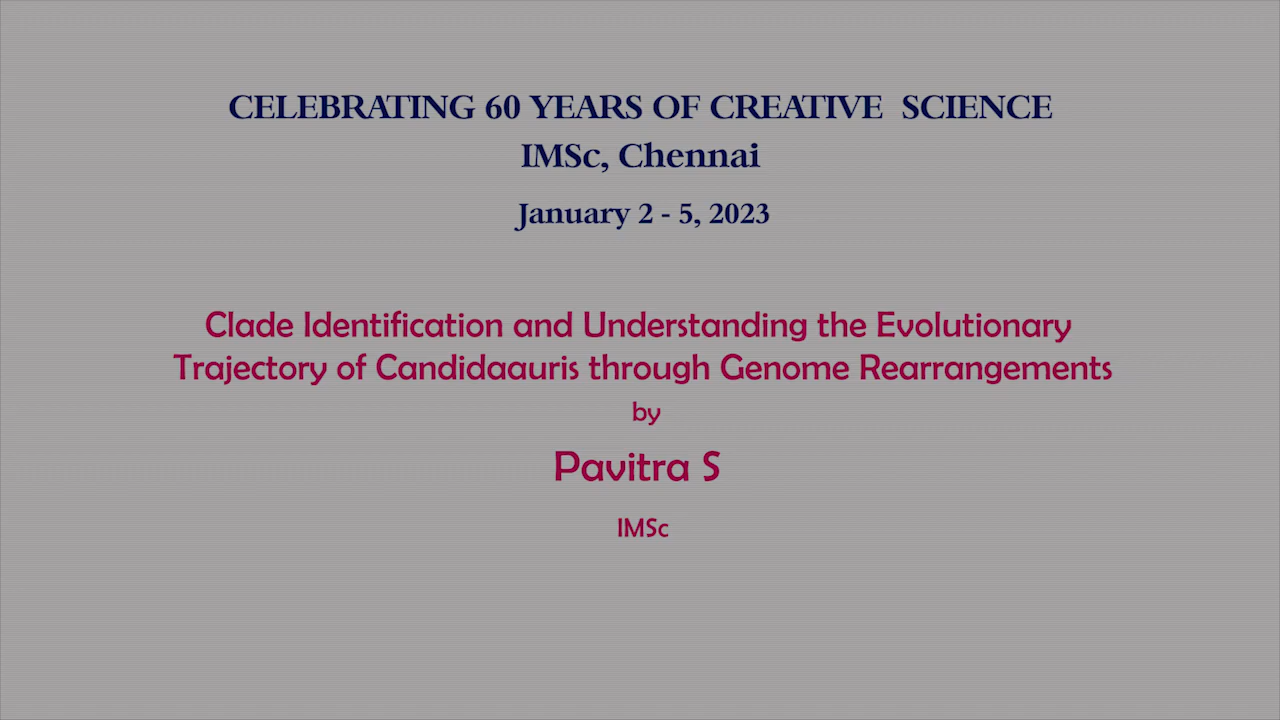 CELEBRATING 60 YEARS OF CREATIVE SCIENCE
IMSc, Chennai
January 2 - 5, 2023
Clade Identification and Understanding the Evolutionary
Trajectory of Candidaauris through Genome Rearrangements
by
Pavitra S
IMSc